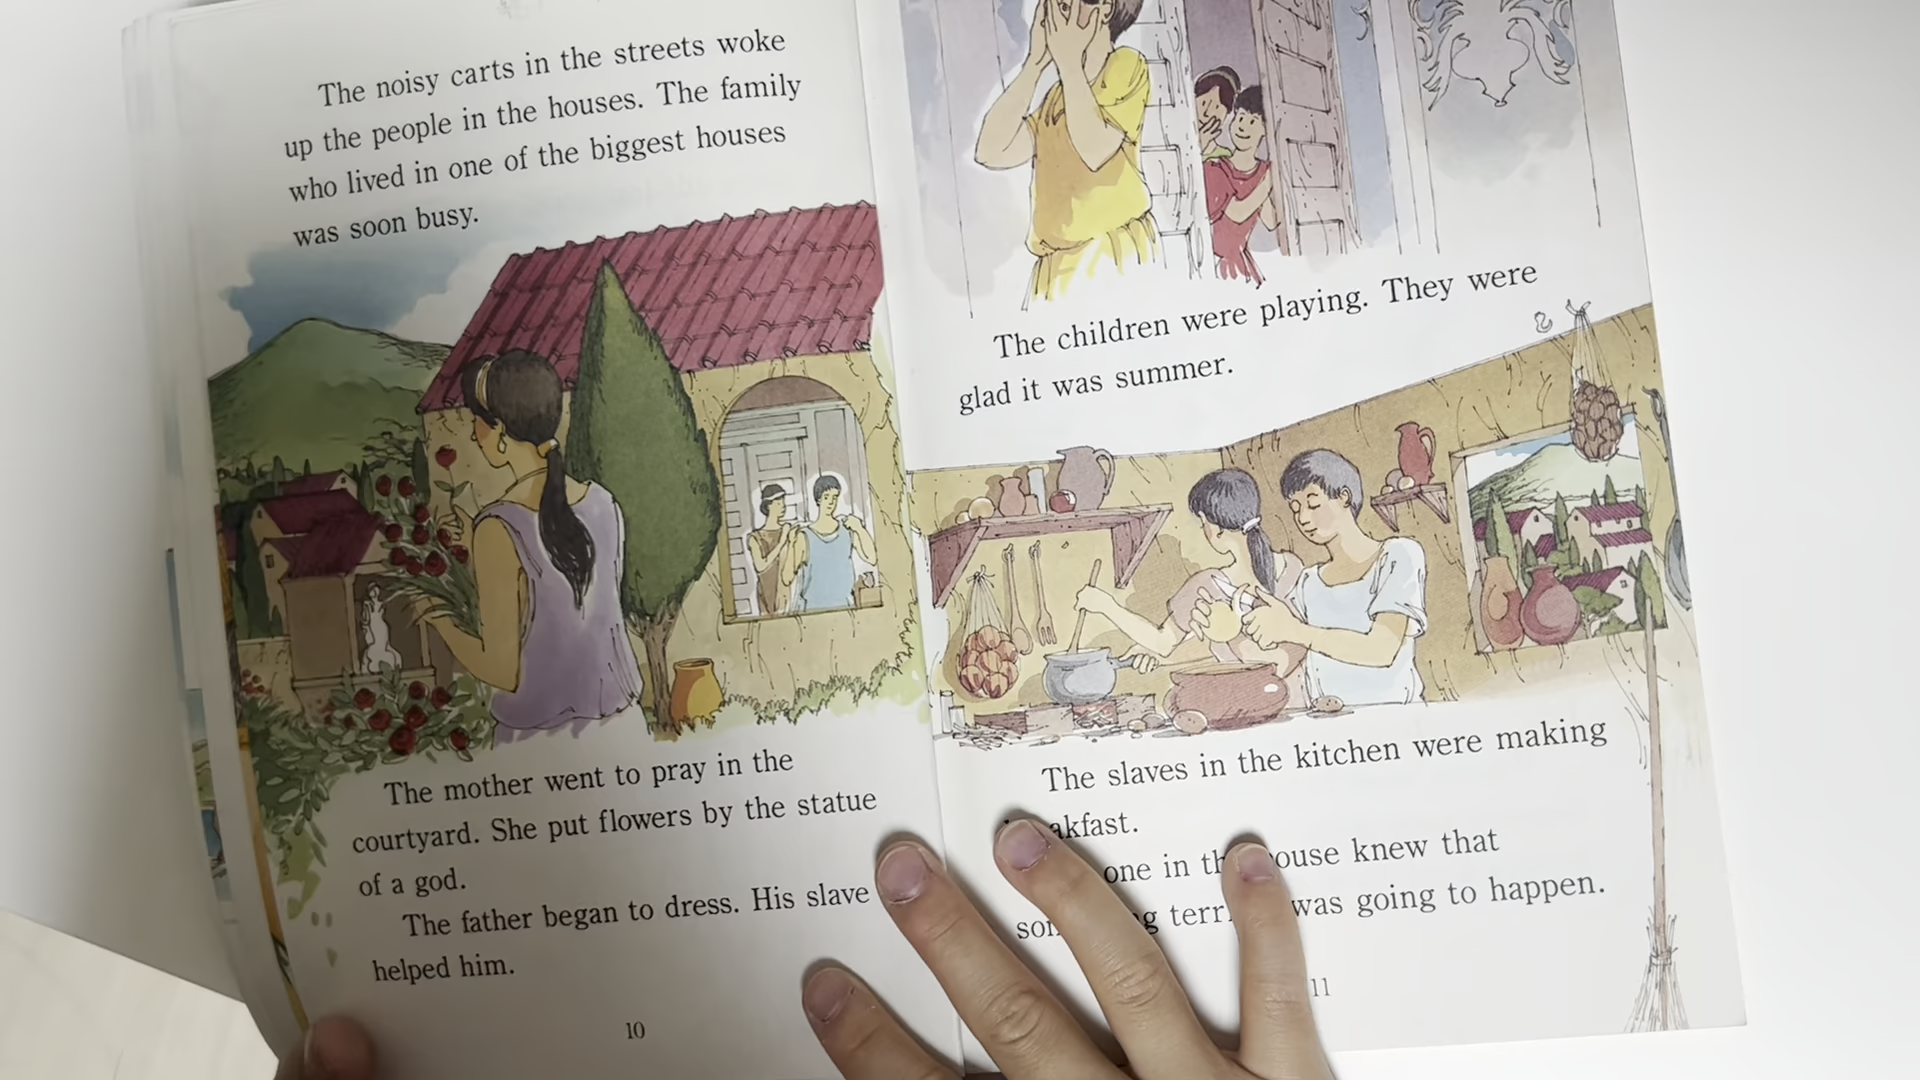 The noisy carts in the streets woke
up the people in the houses. The family
who lived in one of the biggest houses
was soon busy.
The mother went to pray in the
courtyard. She put flowers by the statue
of a god.
The father began to dress. His slave
helped him.
10
The children were playing. They were
glad it was summer.
The slaves in the kitchen were making
akfast.
one in th ouse knew that
som g terr was going to happen.
11